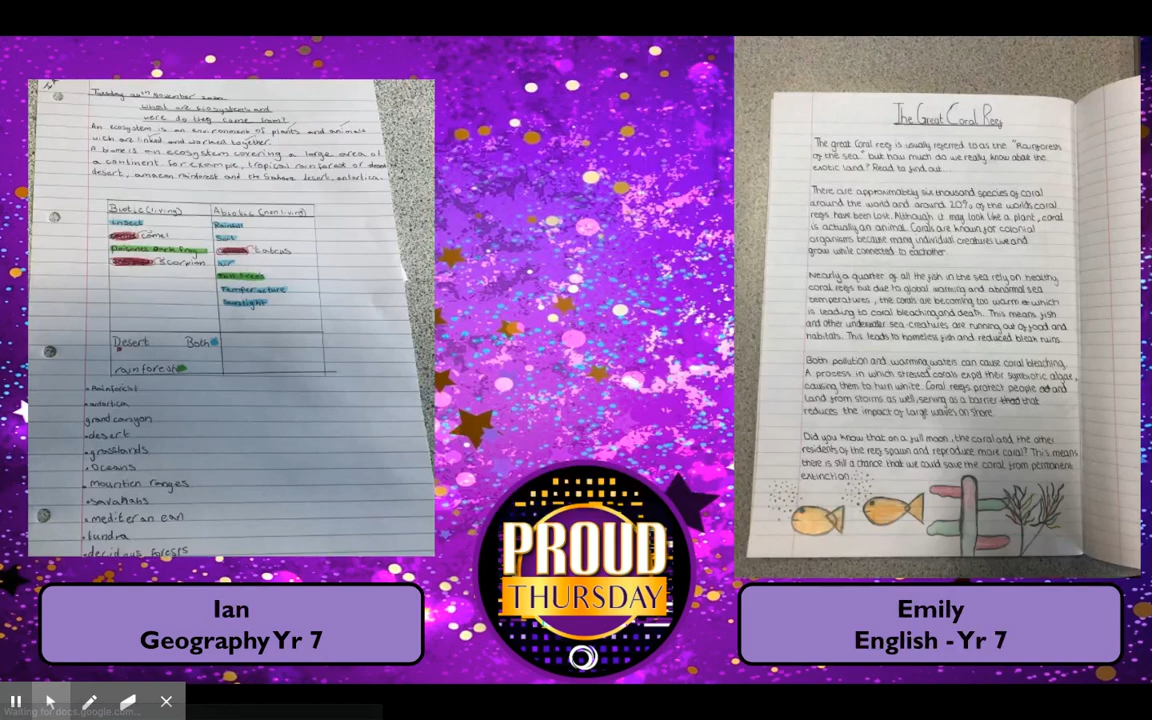 Tuesday 24th November 2020
What are Ecosystems and
were do they come from?
An ecosystem is an environment of plants and animals
wich are linked and worked together.
A biome is an ecosystem covering a large area of
a continent for example, tropical rainforest or
desert, amazon rainforest and the Sahara desert, antartica.
Biotic (living) Abiotic (non living)
insect Rainfall
camel Soil
poisines dark frog cabcus
Scorpion Air
Temperacture
Sunlight
Desert Both
rainforest
• Rainforest
• antartica
grand canyon
• desert
• grasslands
• Oceans
• mountien ranges
• savannahs
• mediteran ean
• tundra
• decidous forests
The Great Coral Reef
The great Coral reef is usually referred to as the "Rainforest
of the sea." but how much do we really know about the
exotic land? Read to find out...
There are approximately six thousand species of coral
around the world and around 20% of the worlds coral
reefs have been lost. Although it may look like a plant, coral
is actually an animal. Corals are known for colonial
organisms because many individual creatures live and
grow while connected to eachother.
Nearly a quarter of all the fish in the sea rely on healthy
coral reefs but due to global warming and abnormal sea
temperatures, the corals are becoming too warm which
is leading to coral bleaching and death. This means fish
and other underwater sea-creatures are running out of food and
habitats. This leads to homeless fish and reduced bleak ruins.
Both pollution and warming waters can cause coral bleaching.
A process in which stressed corals expel their symbiotic algae,
causing them to turn white. Coral reefs protect people and
land from storms as well, serving as a barrier that
reduces the impact of large waves on shore.
Did you know that on a full moon, the coral and the other
residents of the reef spawn and reproduce more coral? This means
there is still a chance that we could save the coral from permanent
extinction.
PROUD
THURSDAY
Ian
Geography Yr 7
Emily
English - Yr 7
Waiting for docs.google.com...